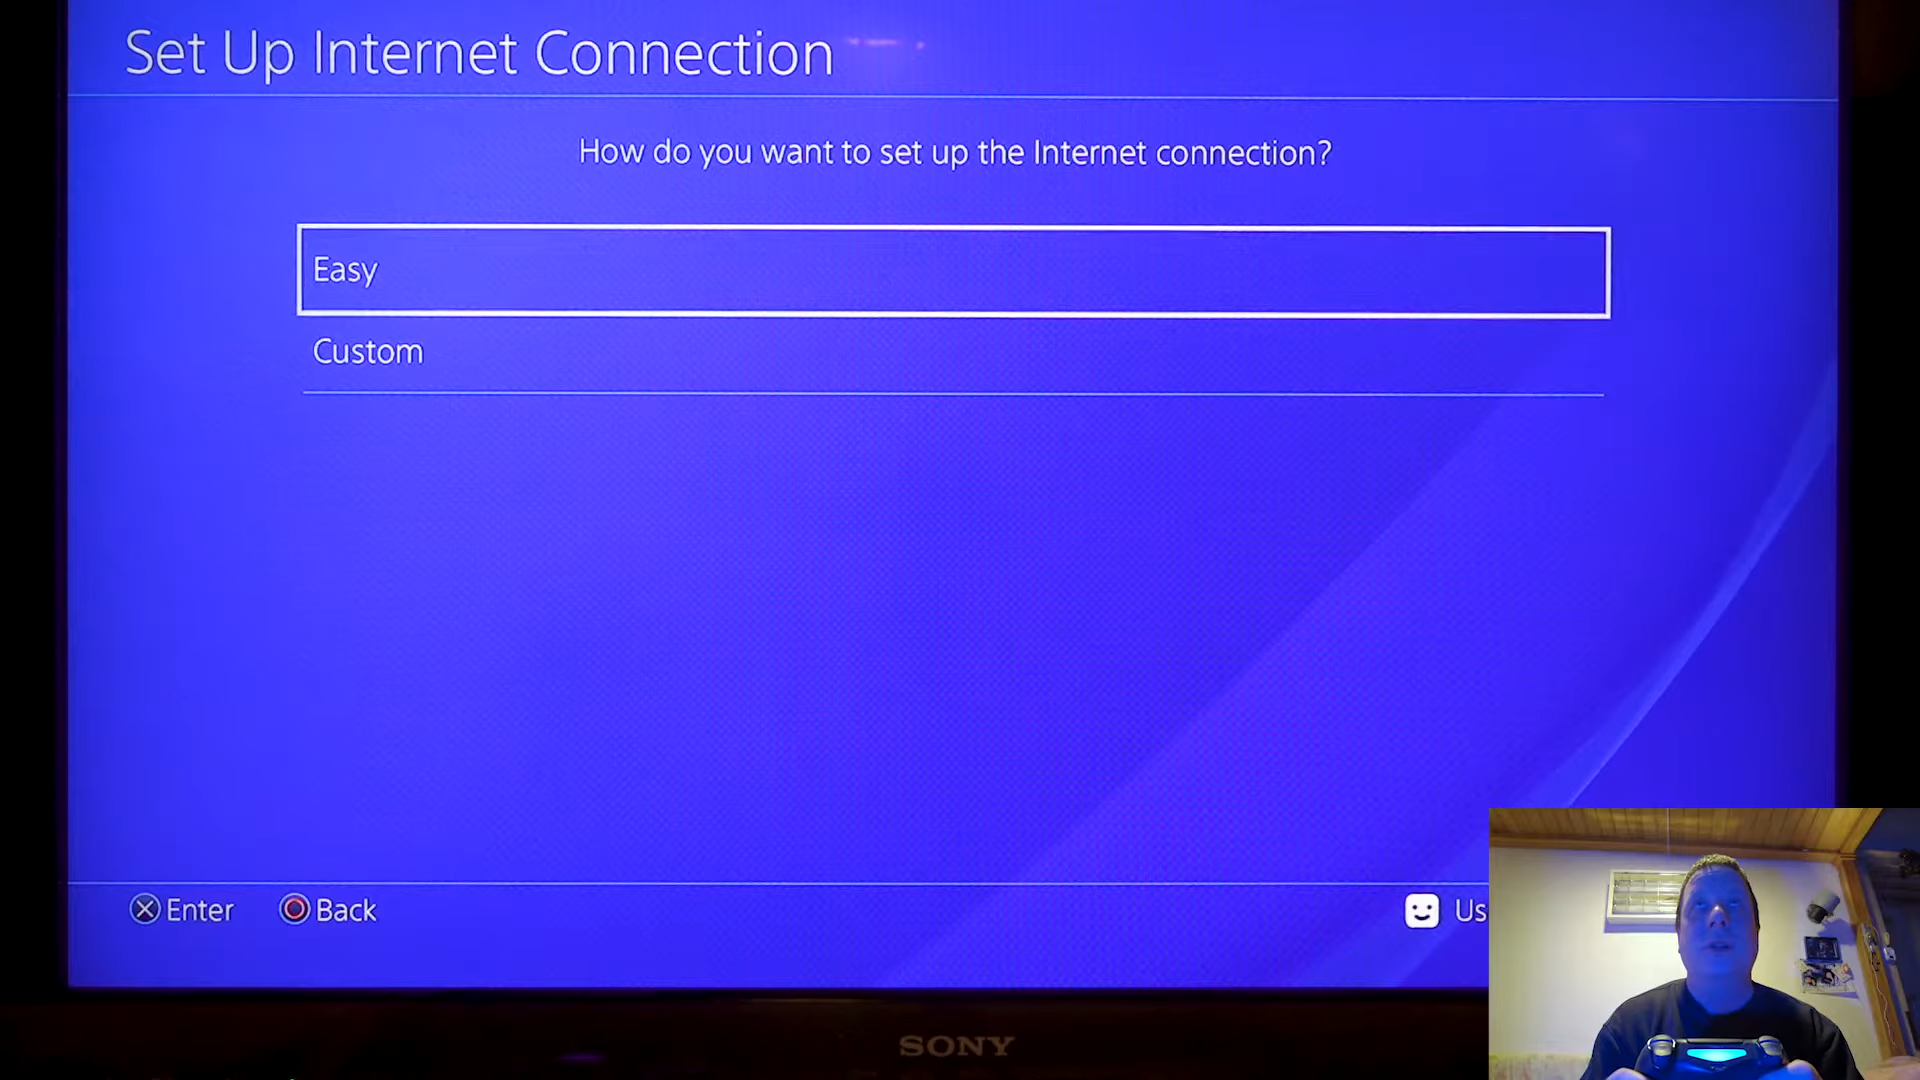 Set Up Internet Connection
How do you want to set up the Internet connection?
Easy
Custom
Enter Back Us
SONY